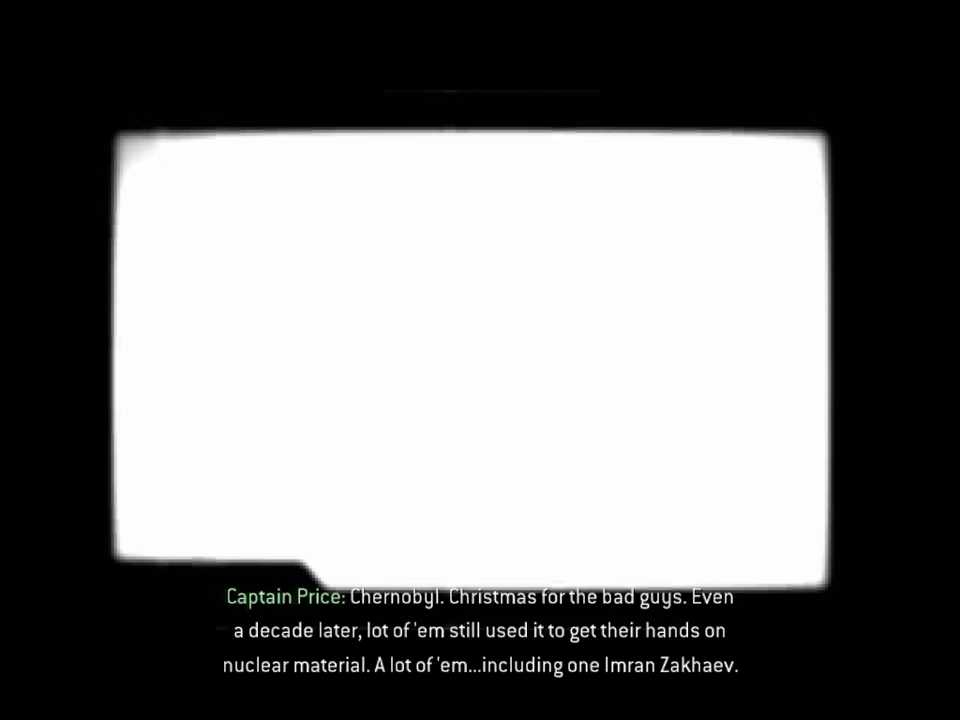 Captain Price: Chernobyl. Christmas for the bad guys. Even
a decade later, lot of 'em still used it to get their hands on
nuclear material. A lot of 'em...including one Imran Zakhaev.